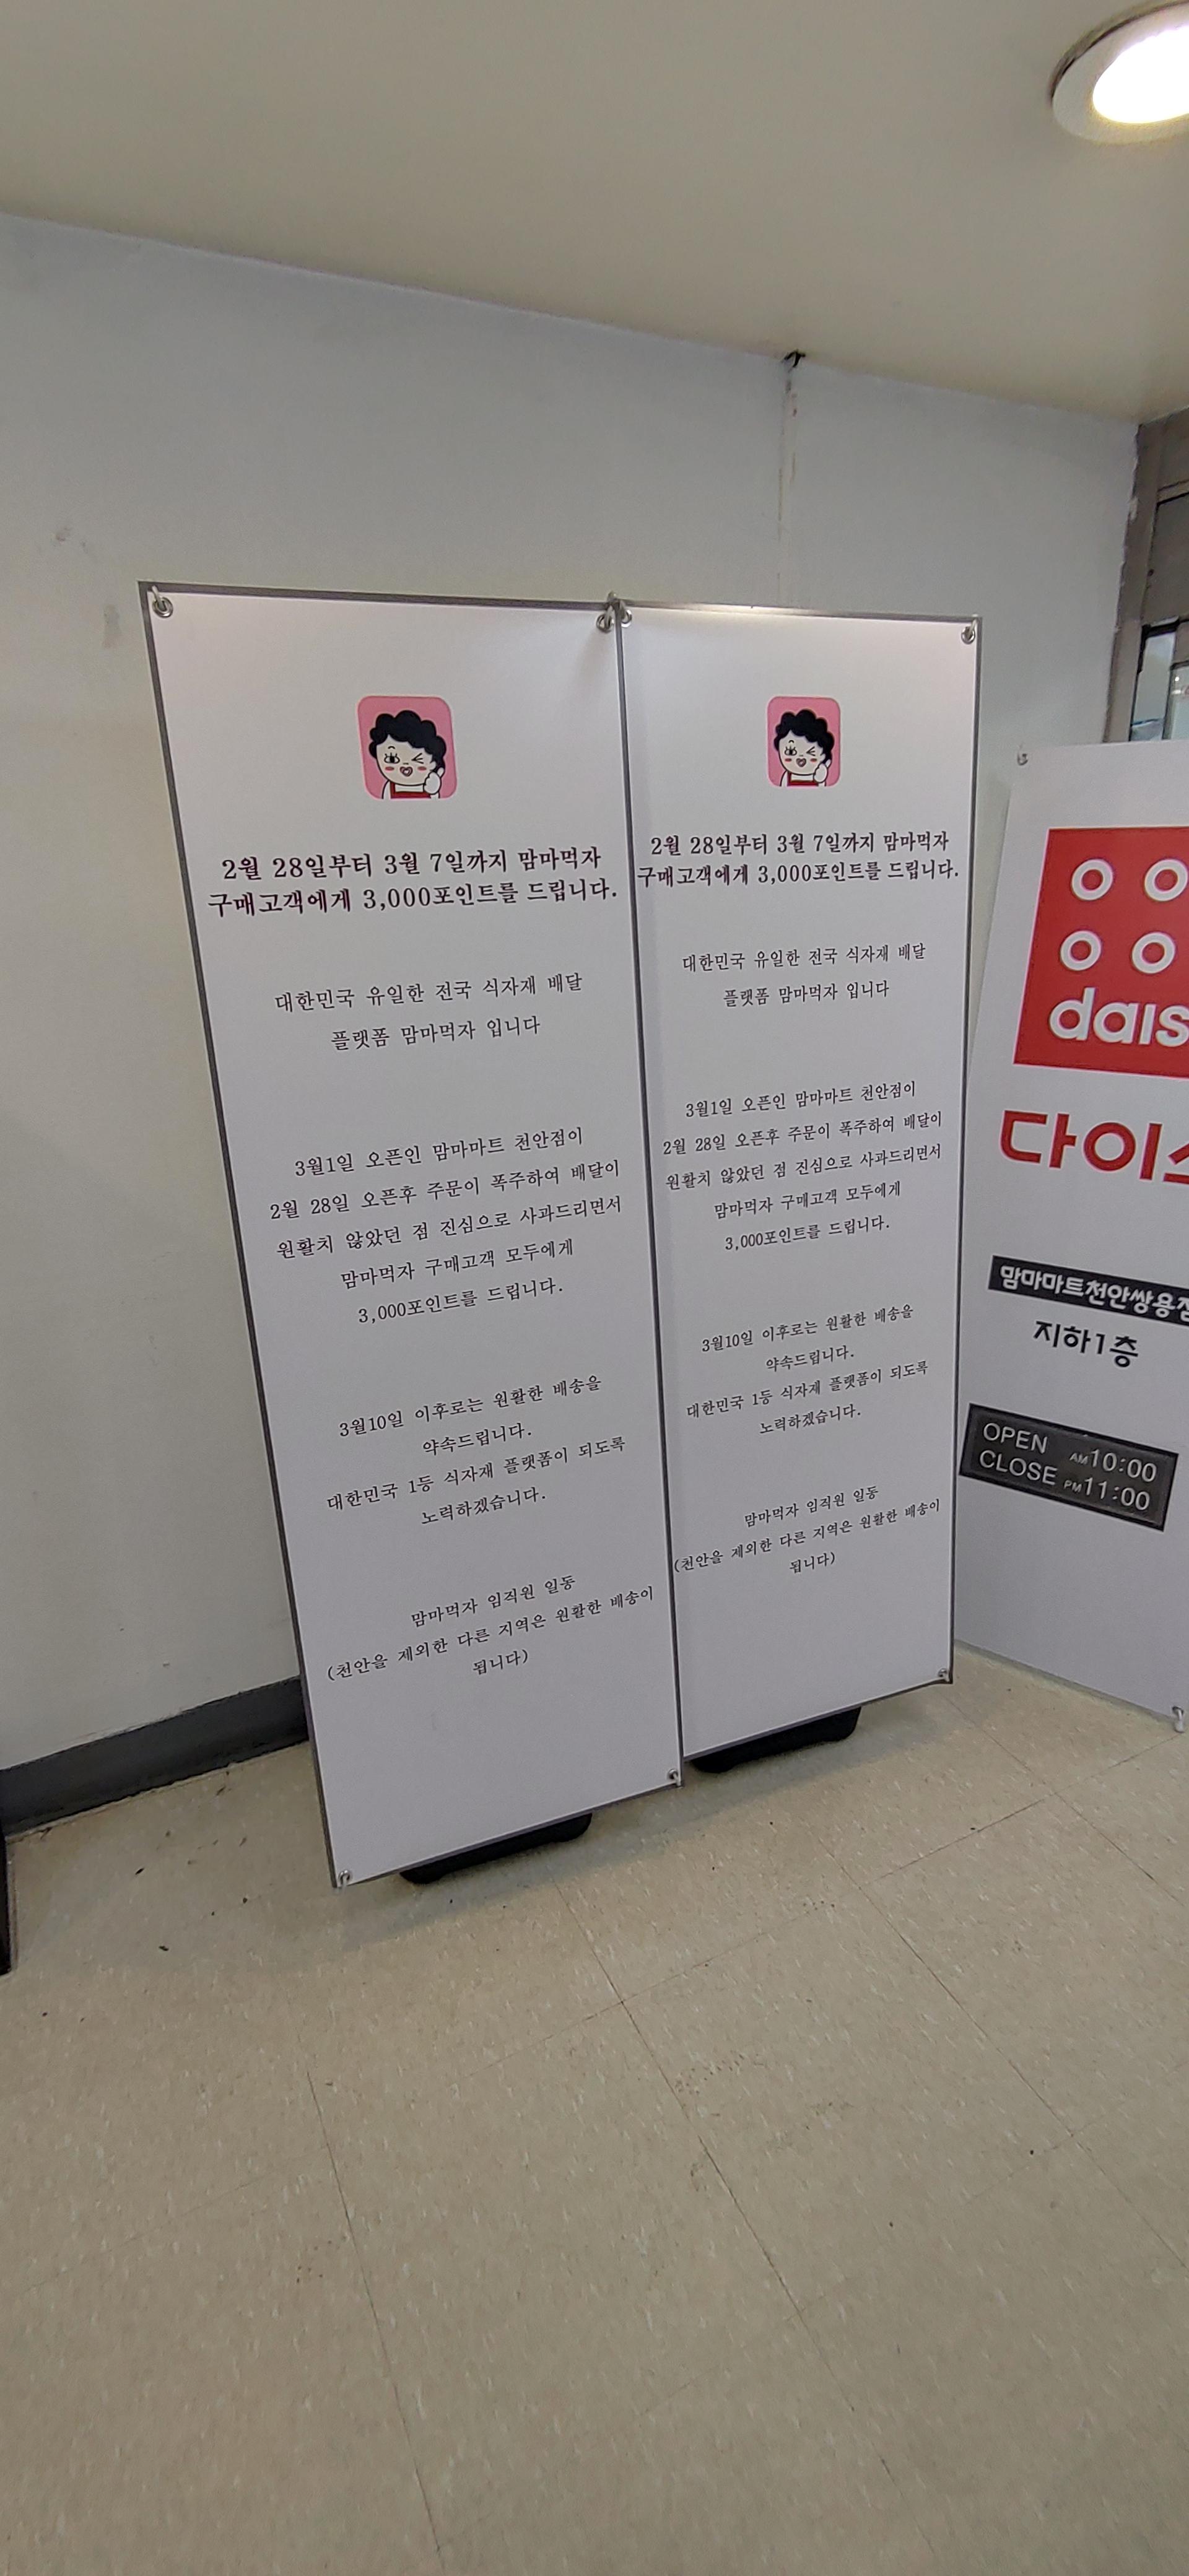 2월 28일부터 3월 7일까지 맘마먹자
구매고객에게 3,000포인트를 드립니다.
대한민국 유일한 전국 식자재 배달
플랫폼 맘마먹자 입니다
3월1일 오픈인 맘마마트 천안점이
2월 28일 오픈후 주문이 폭주하여 배달이
원활치 않았던 점 진심으로 사과드리면서
맘마먹자 구매고객 모두에게
3,000포인트를 드립니다.
3월10일 이후로는 원활한 배송을
약속드립니다.
대한민국 1등 식자재 플랫폼이 되도록
노력하겠습니다.
맘마먹자 임직원 일동
(천안을 제외한 다른 지역은 원활한 배송이
됩니다)
2월 28일부터 3월 7일까지 맘마먹자
구매고객에게 3,000포인트를 드립니다.
대한민국 유일한 전국 식자재 배달
플랫폼 맘마먹자 입니다
3월1일 오픈인 맘마마트 천안점이
2월 28일 오픈후 주문이 폭주하여 배달이
원활치 않았던 점 진심으로 사과드리면서
맘마먹자 구매고객 모두에게
3,000포인트를 드립니다.
3월10일 이후로는 원활한 배송을
약속드립니다.
대한민국 1등 식자재 플랫폼이 되도록
노력하겠습니다.
맘마먹자 임직원 일동
(천안을 제외한 다른 지역은 원활한 배송이
됩니다)
dais
다이스
맘마마트천안쌍용점
지하1층
OPEN AM10:00
CLOSE PM11:00